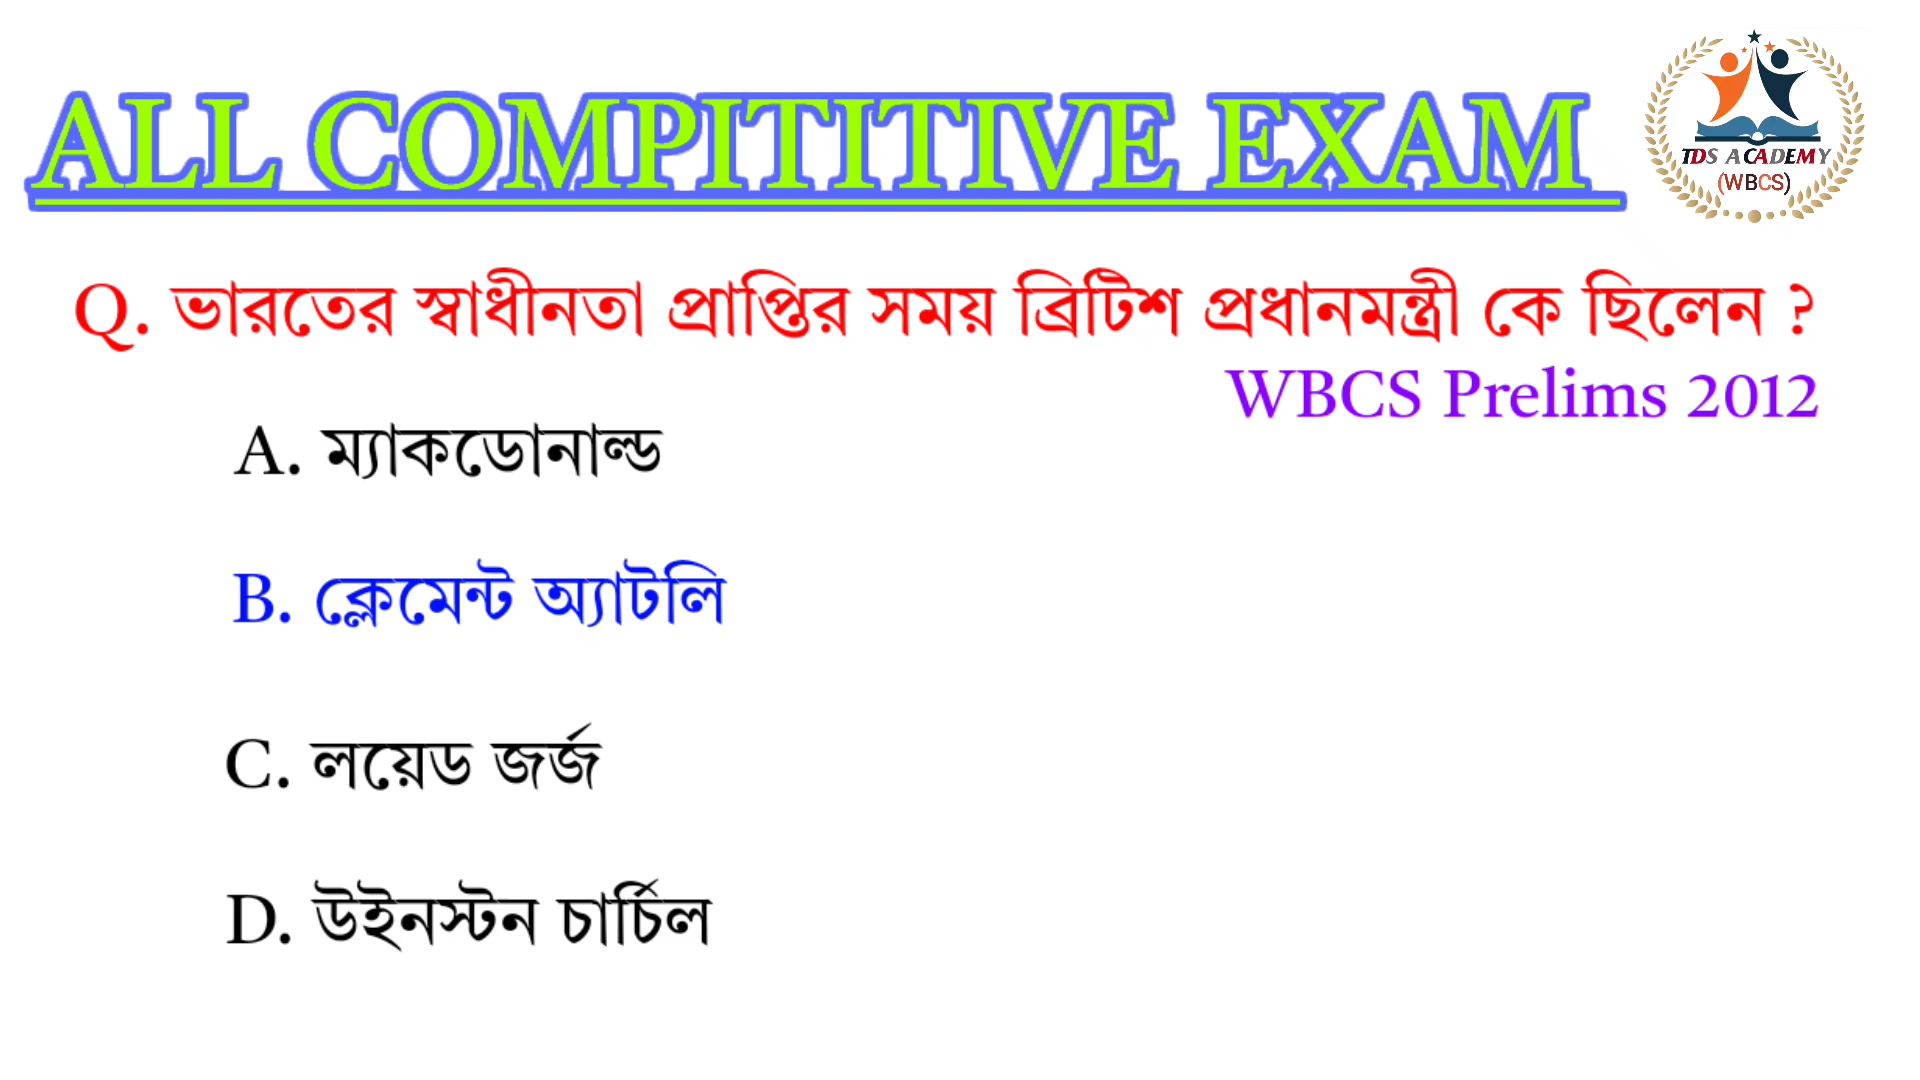 ALL COMPITITIVE EXAM
TDS ACADEMY
(WBCS)
Q. ভারতের স্বাধীনতা প্রাপ্তির সময় ব্রিটিশ প্রধানমন্ত্রী কে ছিলেন ?
WBCS Prelims 2012
A. ম্যাকডোনাল্ড
B. ক্লেমেন্ট অ্যাটলি
C. লয়েড জর্জ
D. উইনস্টন চার্চিল